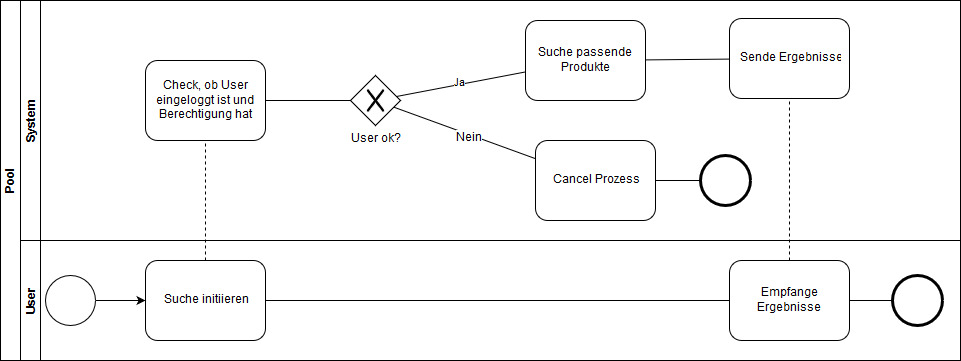 Pool
System
Check, ob User
eingeloggt ist und
Berechtigung hat
User ok?
Ja
Nein
Suche passende
Produkte
Sende Ergebnisse
Cancel Prozess
User
Suche initiieren
Empfange
Ergebnisse